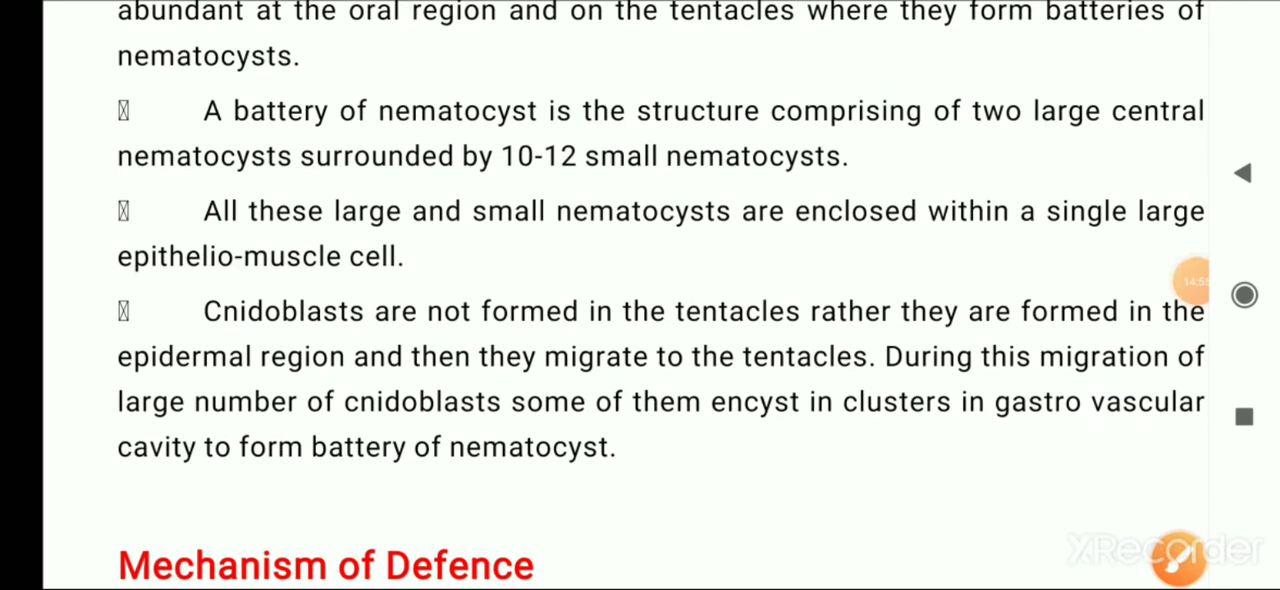 abundant at the oral region and on the tentacles where they form batteries of
nematocysts.
A battery of nematocyst is the structure comprising of two large central
nematocysts surrounded by 10-12 small nematocysts.
All these large and small nematocysts are enclosed within a single large
epithelio-muscle cell.
Cnidoblasts are not formed in the tentacles rather they are formed in the
epidermal region and then they migrate to the tentacles. During this migration of
large number of cnidoblasts some of them encyst in clusters in gastro vascular
cavity to form battery of nematocyst.
Mechanism of Defence
XRecorder